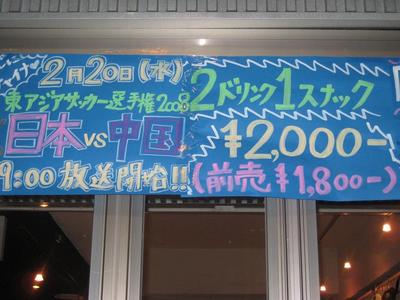 2月20日(水)
東アジアサッカー選手権2008
日本 vs 中国
9:00 放送開始!!
2ドリンク1スナック
¥2,000-
(前売 ¥1,800-)